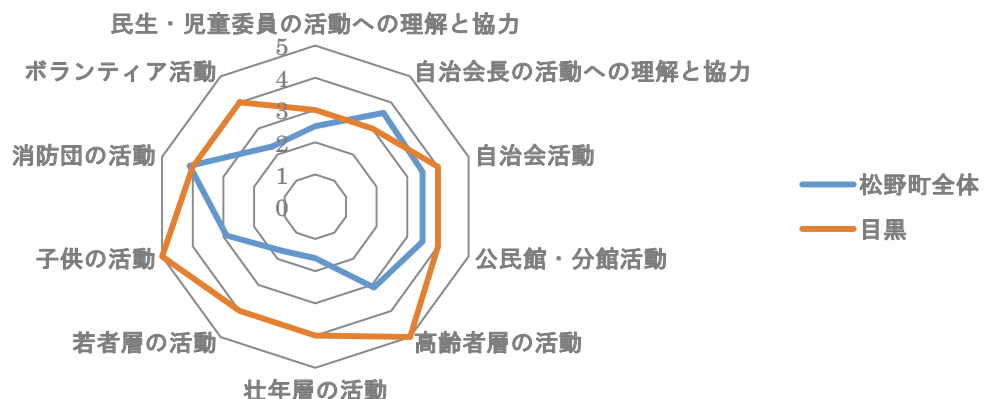 民生・児童委員の活動への理解と協力
自治会長の活動への理解と協力
自治会活動
公民館・分館活動
高齢者層の活動
壮年層の活動
若者層の活動
子供の活動
消防団の活動
ボランティア活動
5
4
3
2
1
0
松野町全体
目黒